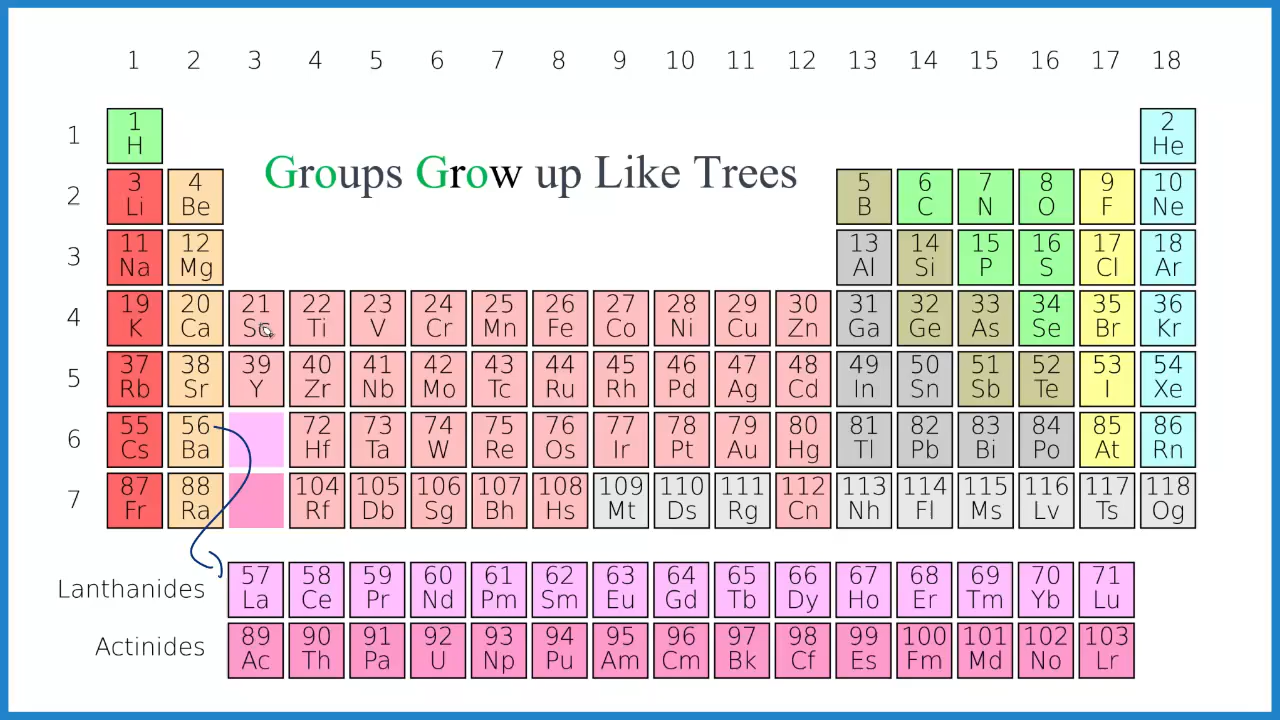 1 2 3 4 5 6 7 8 9 10 11 12 13 14 15 16 17 18
Groups Grow up Like Trees
1
1 2
H He
2
3 4 5 6 7 8 9 10
Li Be B C N O F Ne
3
11 12 13 14 15 16 17 18
Na Mg Al Si P S Cl Ar
4
19 20 21 22 23 24 25 26 27 28 29 30 31 32 33 34 35 36
K Ca Sc Ti V Cr Mn Fe Co Ni Cu Zn Ga Ge As Se Br Kr
5
37 38 39 40 41 42 43 44 45 46 47 48 49 50 51 52 53 54
Rb Sr Y Zr Nb Mo Tc Ru Rh Pd Ag Cd In Sn Sb Te I Xe
6
55 56 72 73 74 75 76 77 78 79 80 81 82 83 84 85 86
Cs Ba Hf Ta W Re Os Ir Pt Au Hg Tl Pb Bi Po At Rn
7
87 88 104 105 106 107 108 109 110 111 112 113 114 115 116 117 118
Fr Ra Rf Db Sg Bh Hs Mt Ds Rg Cn Nh Fl Ms Lv Ts Og
Lanthanides
57 58 59 60 61 62 63 64 65 66 67 68 69 70 71
La Ce Pr Nd Pm Sm Eu Gd Tb Dy Ho Er Tm Yb Lu
Actinides
89 90 91 92 93 94 95 96 97 98 99 100 101 102 103
Ac Th Pa U Np Pu Am Cm Bk Cf Es Fm Md No Lr